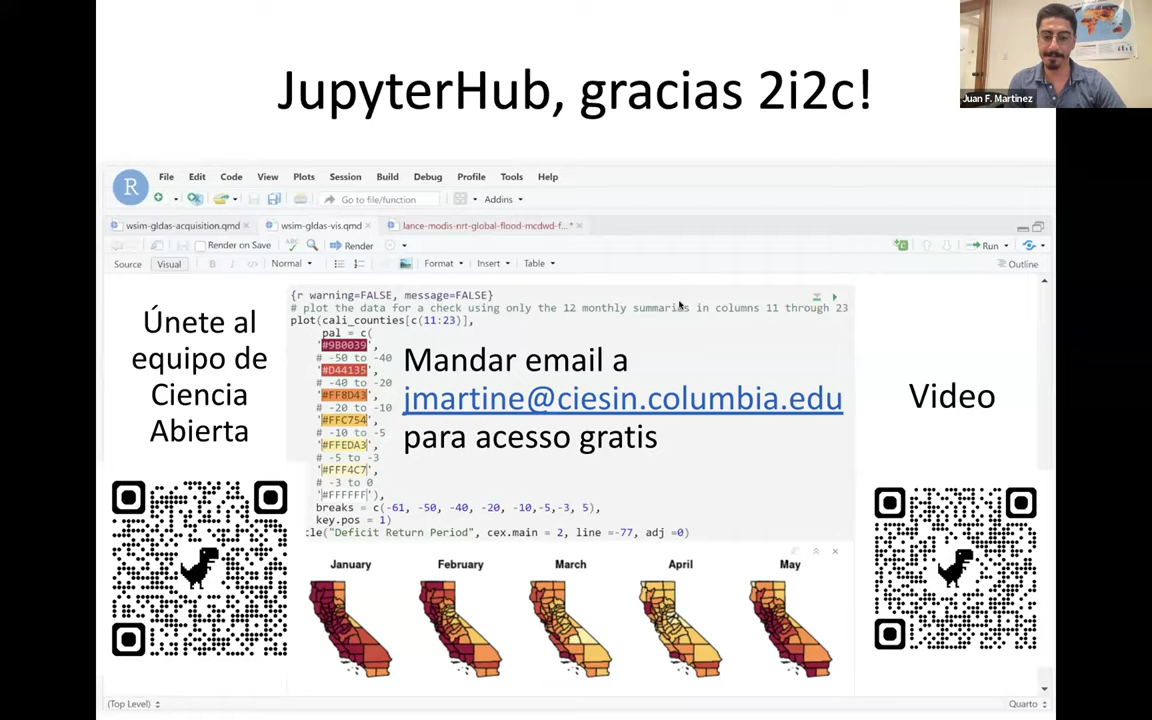 JupyterHub, gracias 2i2c!
Juan F. Martinez
R
File Edit Code View Plots Session Build Debug Profile Tools Help
Go to file/function
Addins
wsim-gldas-acquisition.qmd
wsim-gldas-vis.qmd
lance-modis-nrt-global-flood-mcdwd-f...*
Render on Save
ABC
Render
Run
Source Visual
B I
Normal
Format
Insert
Table
Outline
{r warning=FALSE, message=FALSE}
# plot the data for a check using only the 12 monthly summaries in columns 11 through 23
plot(cali_counties[c(11:23)],
pal = c(
'#9B0039',
# -50 to -40
'#D44135',
# -40 to -20
'#FF8D43',
# -20 to -10
'#FFC754',
# -10 to -5
'#FFEDA3',
# -5 to -3
'#FFF4C7',
# -3 to 0
'#FFFFFF'),
breaks = c(-61, -50, -40, -20, -10,-5,-3, 5),
key.pos = 1)
cle("Deficit Return Period", cex.main = 2, line =-77, adj =0)
Únete al
equipo de
Ciencia
Abierta
Mandar email a
jmartine@ciesin.columbia.edu
para acesso gratis
Video
January February March April May
(Top Level)
Quarto